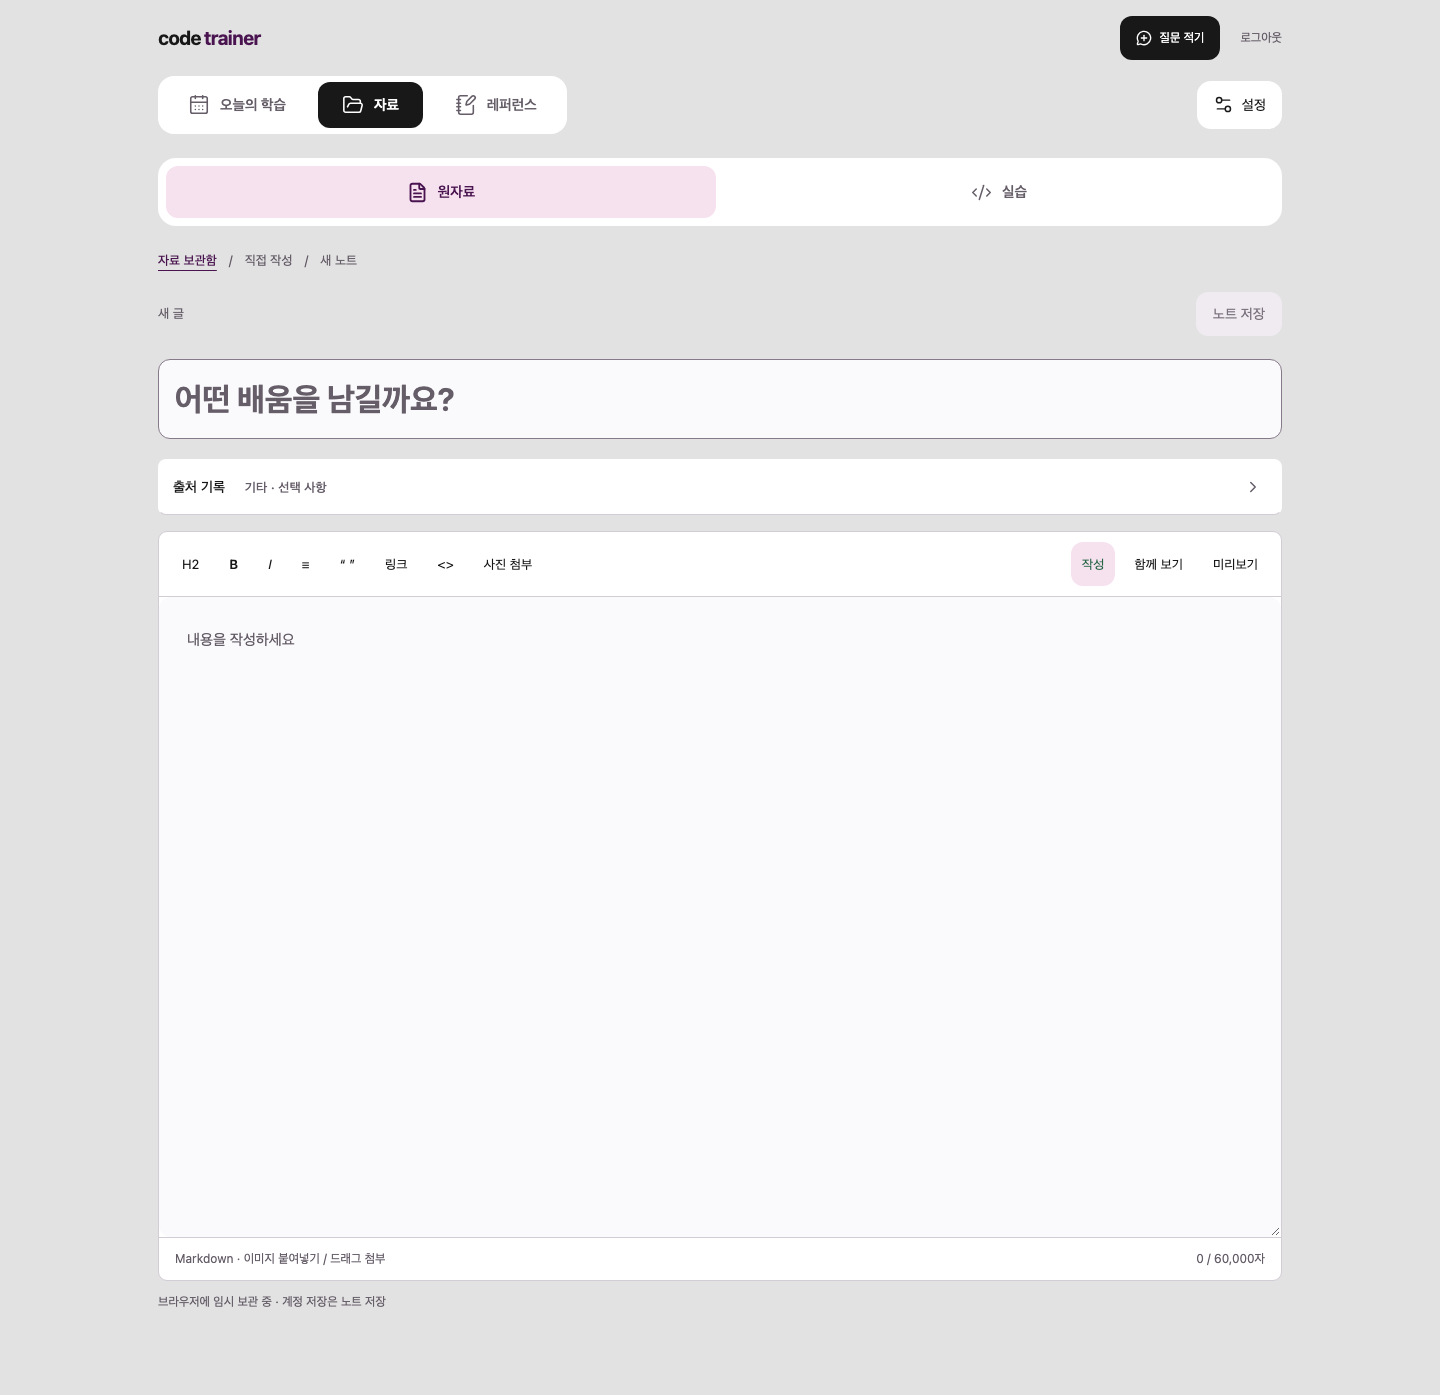 code trainer
질문 적기
로그아웃
오늘의 학습
자료
레퍼런스
설정
원자료
실습
자료 보관함 / 직접 작성 / 새 노트
새 글
노트 저장
어떤 배움을 남길까요?
출처 기록 기타 · 선택 사항
H2 B I ≡ “ ” 링크 <> 사진 첨부
작성 함께 보기 미리보기
내용을 작성하세요
Markdown · 이미지 붙여넣기 / 드래그 첨부
0 / 60,000자
브라우저에 임시 보관 중 · 계정 저장은 노트 저장